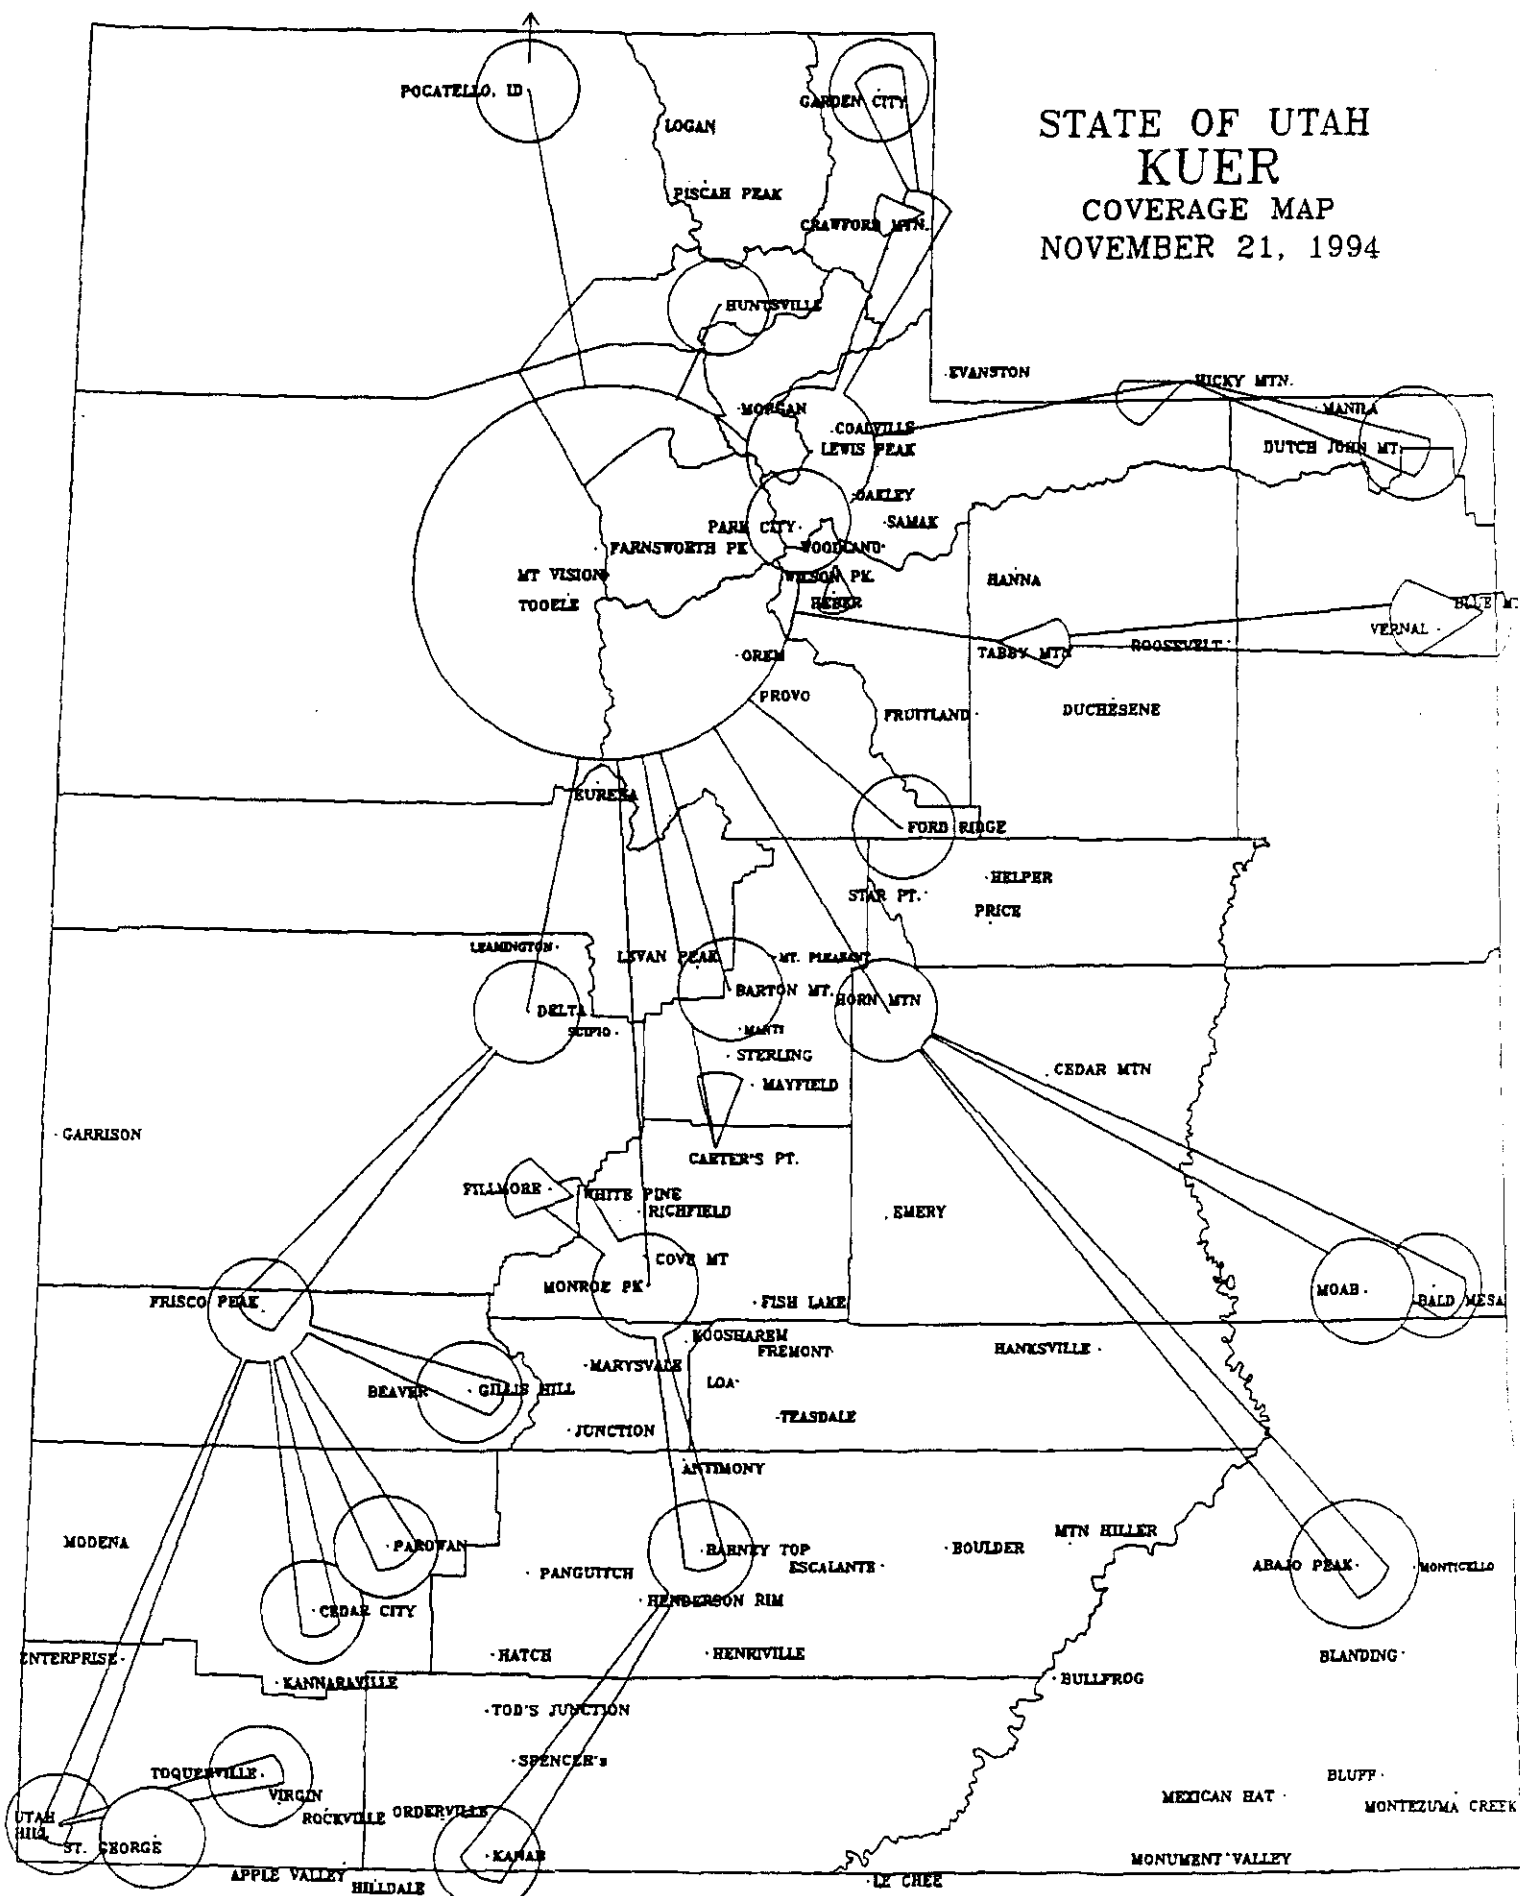 STATE OF UTAH
KUER
COVERAGE MAP
NOVEMBER 21, 1994
POCATELLO, ID
GARDEN CITY
LOGAN
PISCAH PEAK
CRAWFORD MTN.
HUNTSVILLE
EVANSTON
HICKY MTN.
MORGAN
MANILA
COALVILLE
LEWIS PEAK
DUTCH JOHN MT.
OAKLEY
PARK CITY
SAMAK
FARNSWORTH PK
WOODLAND
MT VISION
WILSON PK.
HANNA
TOOELE
HEBER
BLUE MT
VERNAL
OREM
TABBY MTN
ROOSEVELT
PROVO
FRUITLAND
DUCHESENE
EUREKA
FORD RIDGE
HELPER
STAR PT.
PRICE
LEAMINGTON
LEVAN PEAK
MT. PLEASENT
BARTON MT.
HORN MTN
DELTA
SCIPIO
MANTI
STERLING
CEDAR MTN
MAYFIELD
GARRISON
CARTER'S PT.
FILLMORE
WHITE PINE
RICHFIELD
EMERY
COVE MT
MONROE PK
MOAB
BALD MESA
FRISCO PEAK
FISH LAKE
KOOSHAREM
FREMONT
HANKSVILLE
MARYSVALE
BEAVER
GILLIS HILL
LOA
TEASDALE
JUNCTION
ANTIMONY
MTN HILLER
MODENA
PAROWAN
BARNEY TOP
BOULDER
PANGUITCH
ESCALANTE
ABAJO PEAK
MONTICELLO
HENDERSON RIM
CEDAR CITY
ENTERPRISE
HATCH
HENRIVILLE
BLANDING
KANNARAVILLE
BULLFROG
TOD'S JUNCTION
SPENCER's
TOQUERVILLE
VIRGIN
BLUFF
MEXICAN HAT
MONTEZUMA CREEK
UTAH
HILL
ROCKVILLE
ORDERVILLE
ST. GEORGE
KANAB
MONUMENT VALLEY
APPLE VALLEY
HILLDALE
LE CHEE